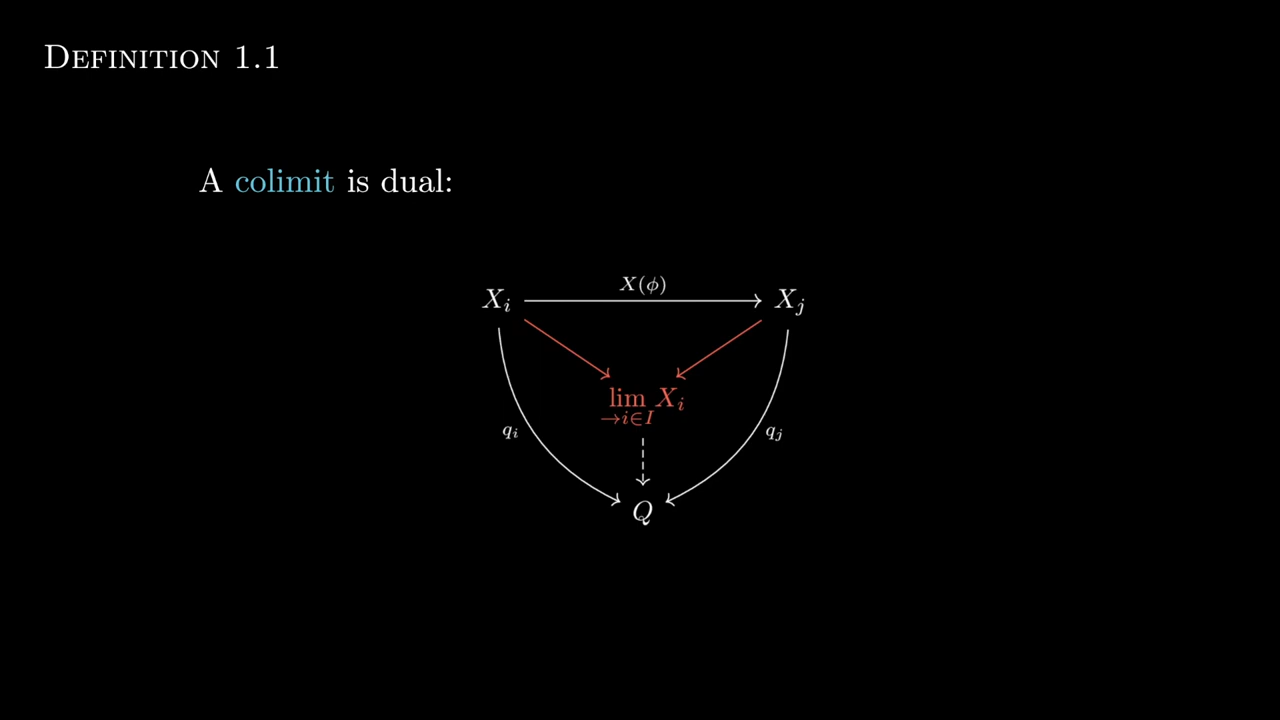 Definition 1.1
A colimit is dual:
X(ϕ)
X_i X_j
lim X_i
→i∈I
q_i q_j
Q